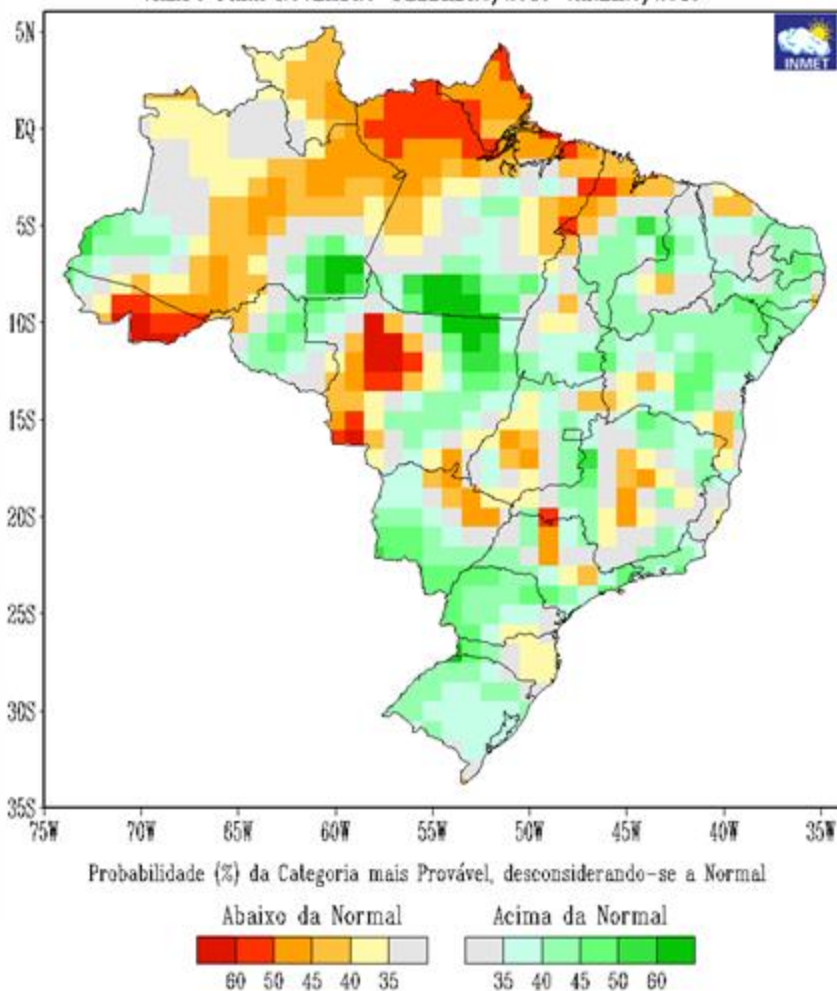 INMET
5N
EQ
5S
10S
15S
20S
25S
30S
35S
75W 70W 65W 60W 55W 50W 45W 40W 35W
Probabilidade (%) da Categoria mais Provável, desconsiderando-se a Normal
Abaixo da Normal Acima da Normal
60 50 45 40 35 35 40 45 50 60